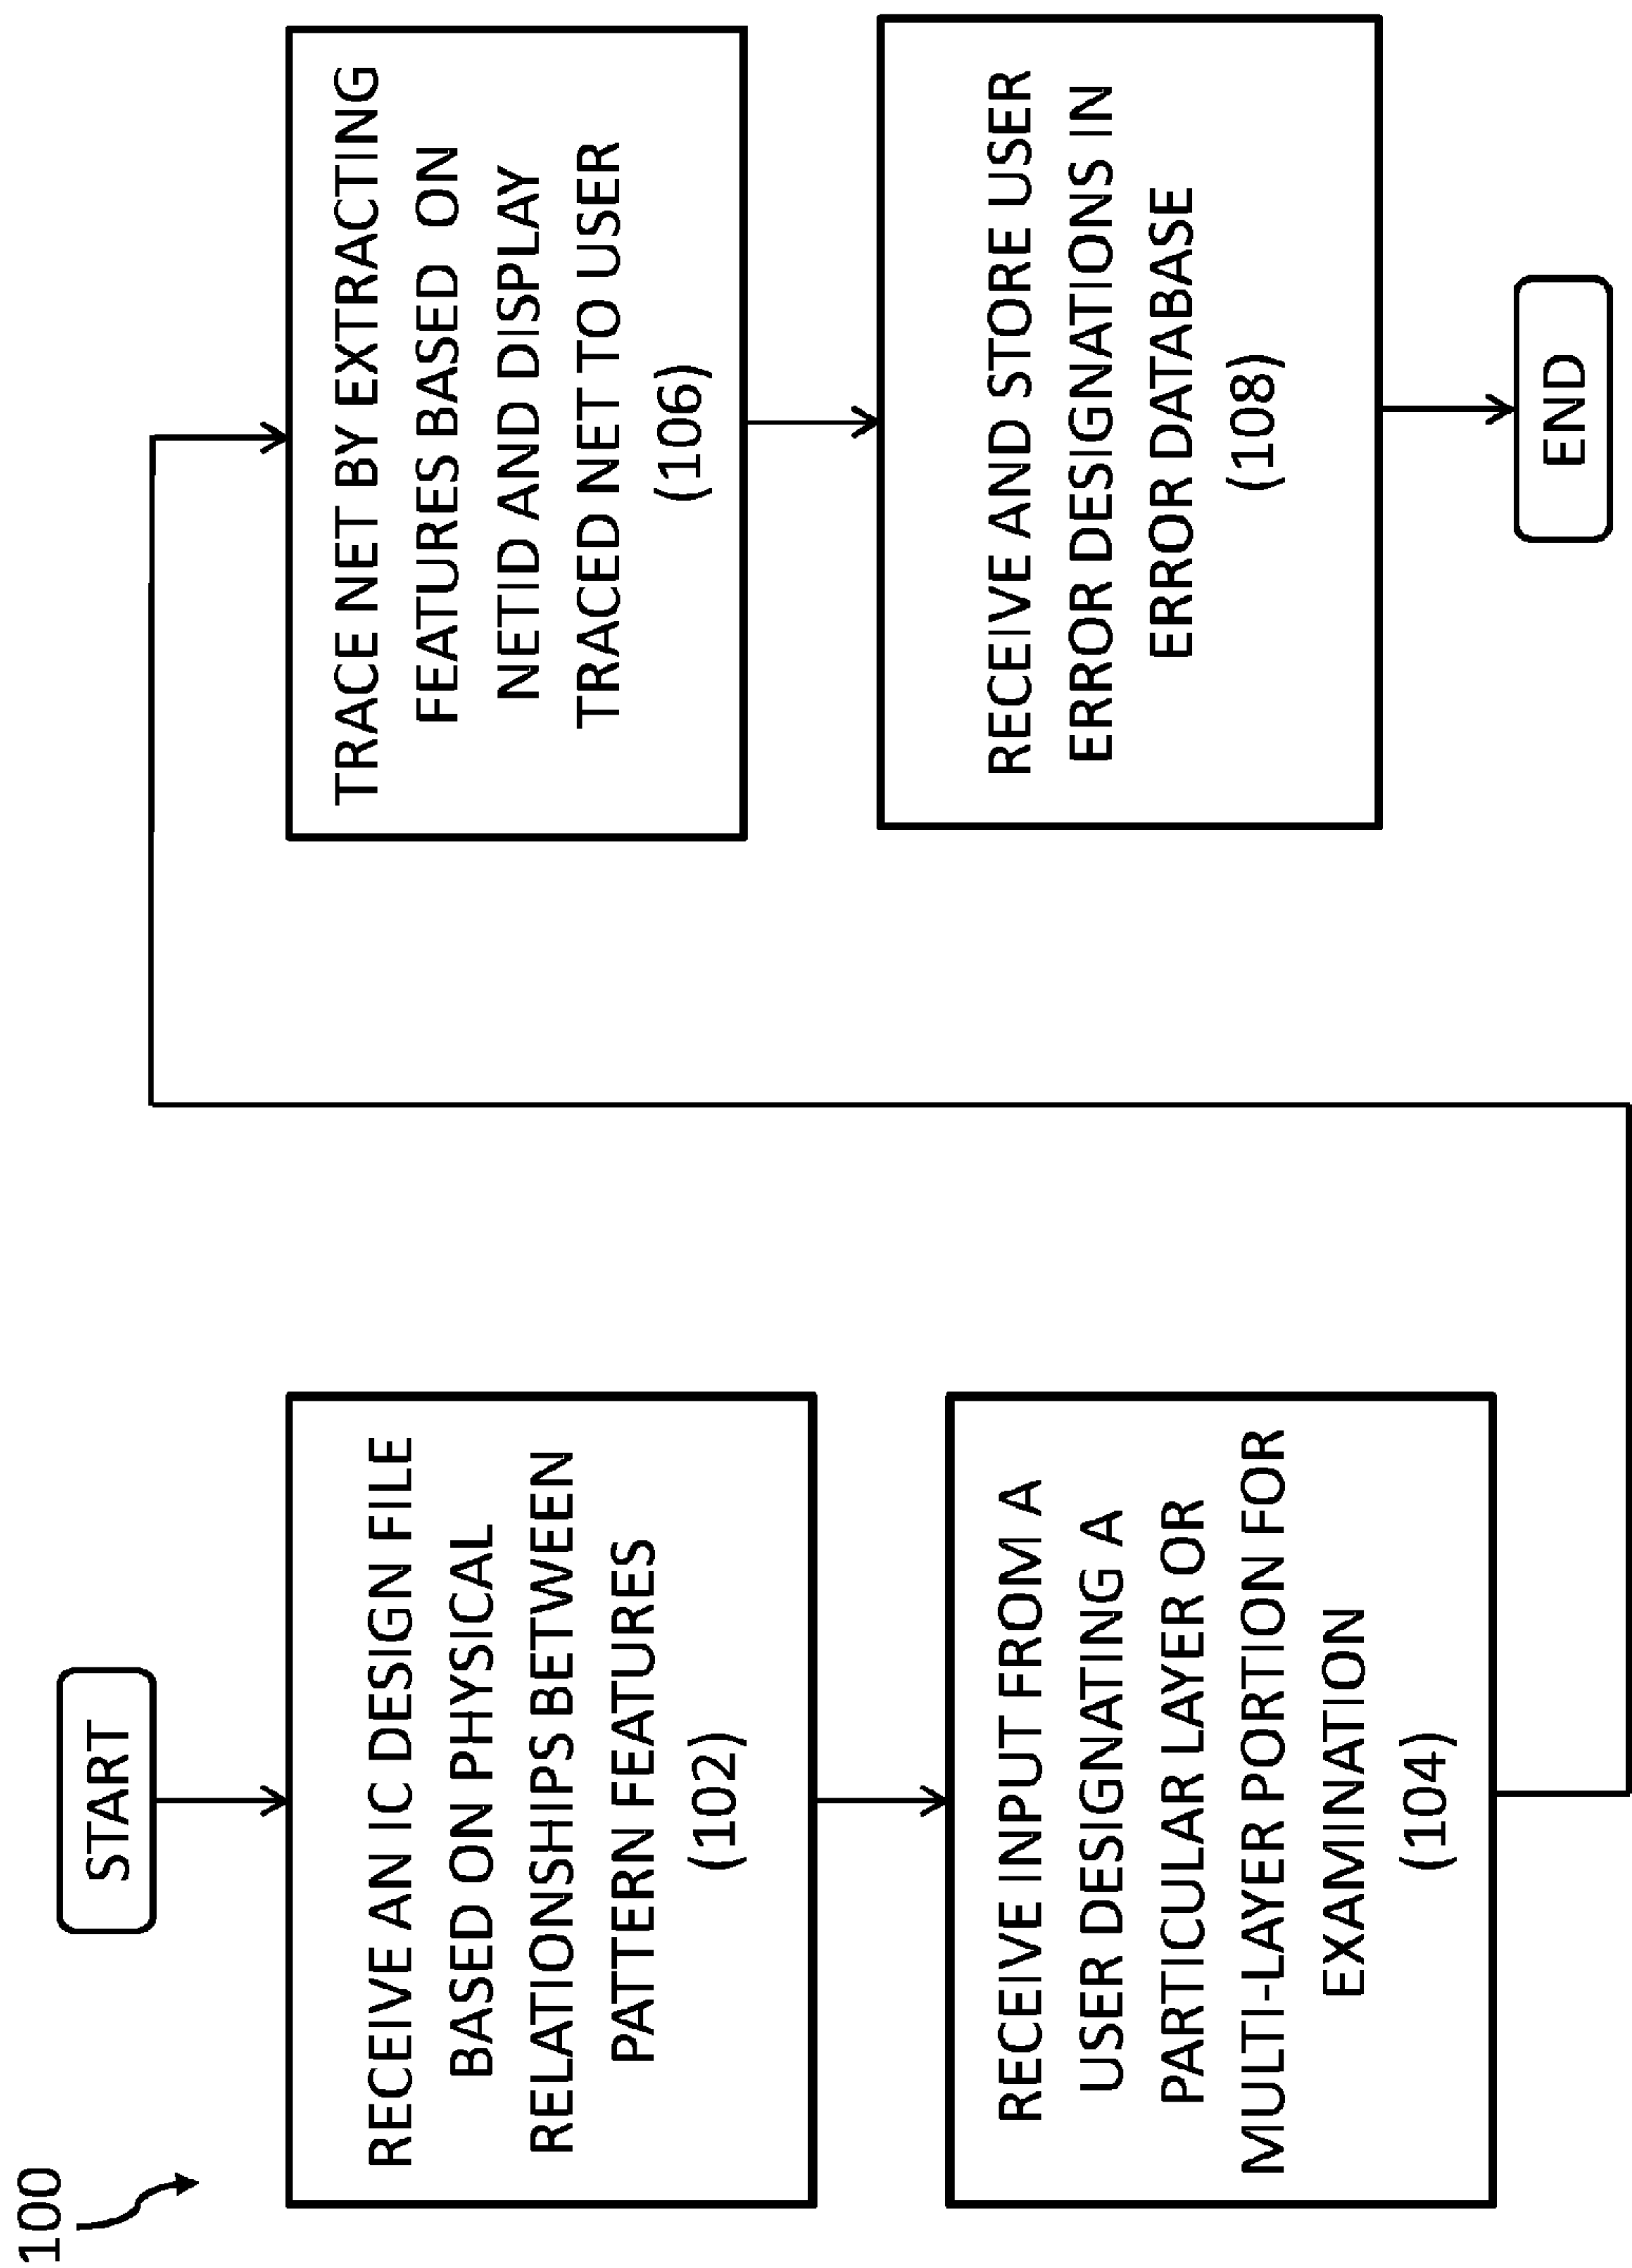 100
START
RECEIVE AN IC DESIGN FILE
BASED ON PHYSICAL
RELATIONSHIPS BETWEEN
PATTERN FEATURES
(102)
RECEIVE INPUT FROM A
USER DESIGNATING A
PARTICULAR LAYER OR
MULTI-LAYER PORTION FOR
EXAMINATION
(104)
TRACE NET BY EXTRACTING
FEATURES BASED ON
NETID AND DISPLAY
TRACED NET TO USER
(106)
RECEIVE AND STORE USER
ERROR DESIGNATIONS IN
ERROR DATABASE
(108)
END